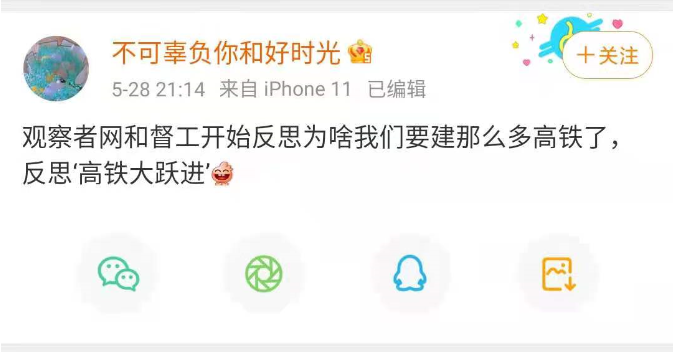 不可辜负你和好时光
+关注
5-28 21:14 来自 iPhone 11 已编辑
观察者网和督工开始反思为啥我们要建那么多高铁了，
反思‘高铁大跃进’